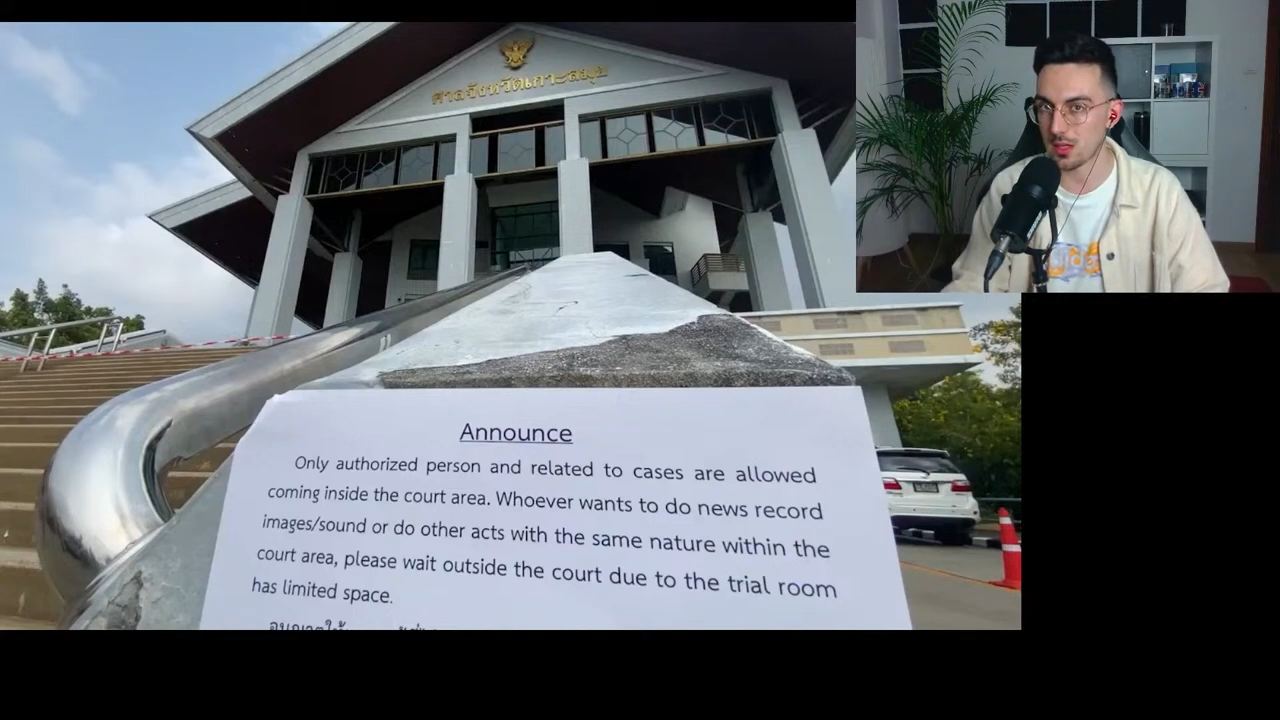 ศาลจังหวัดเกาะสมุย
Announce
Only authorized person and related to cases are allowed
coming inside the court area. Whoever wants to do news record
images/sound or do other acts with the same nature within the
court area, please wait outside the court due to the trial room
has limited space.